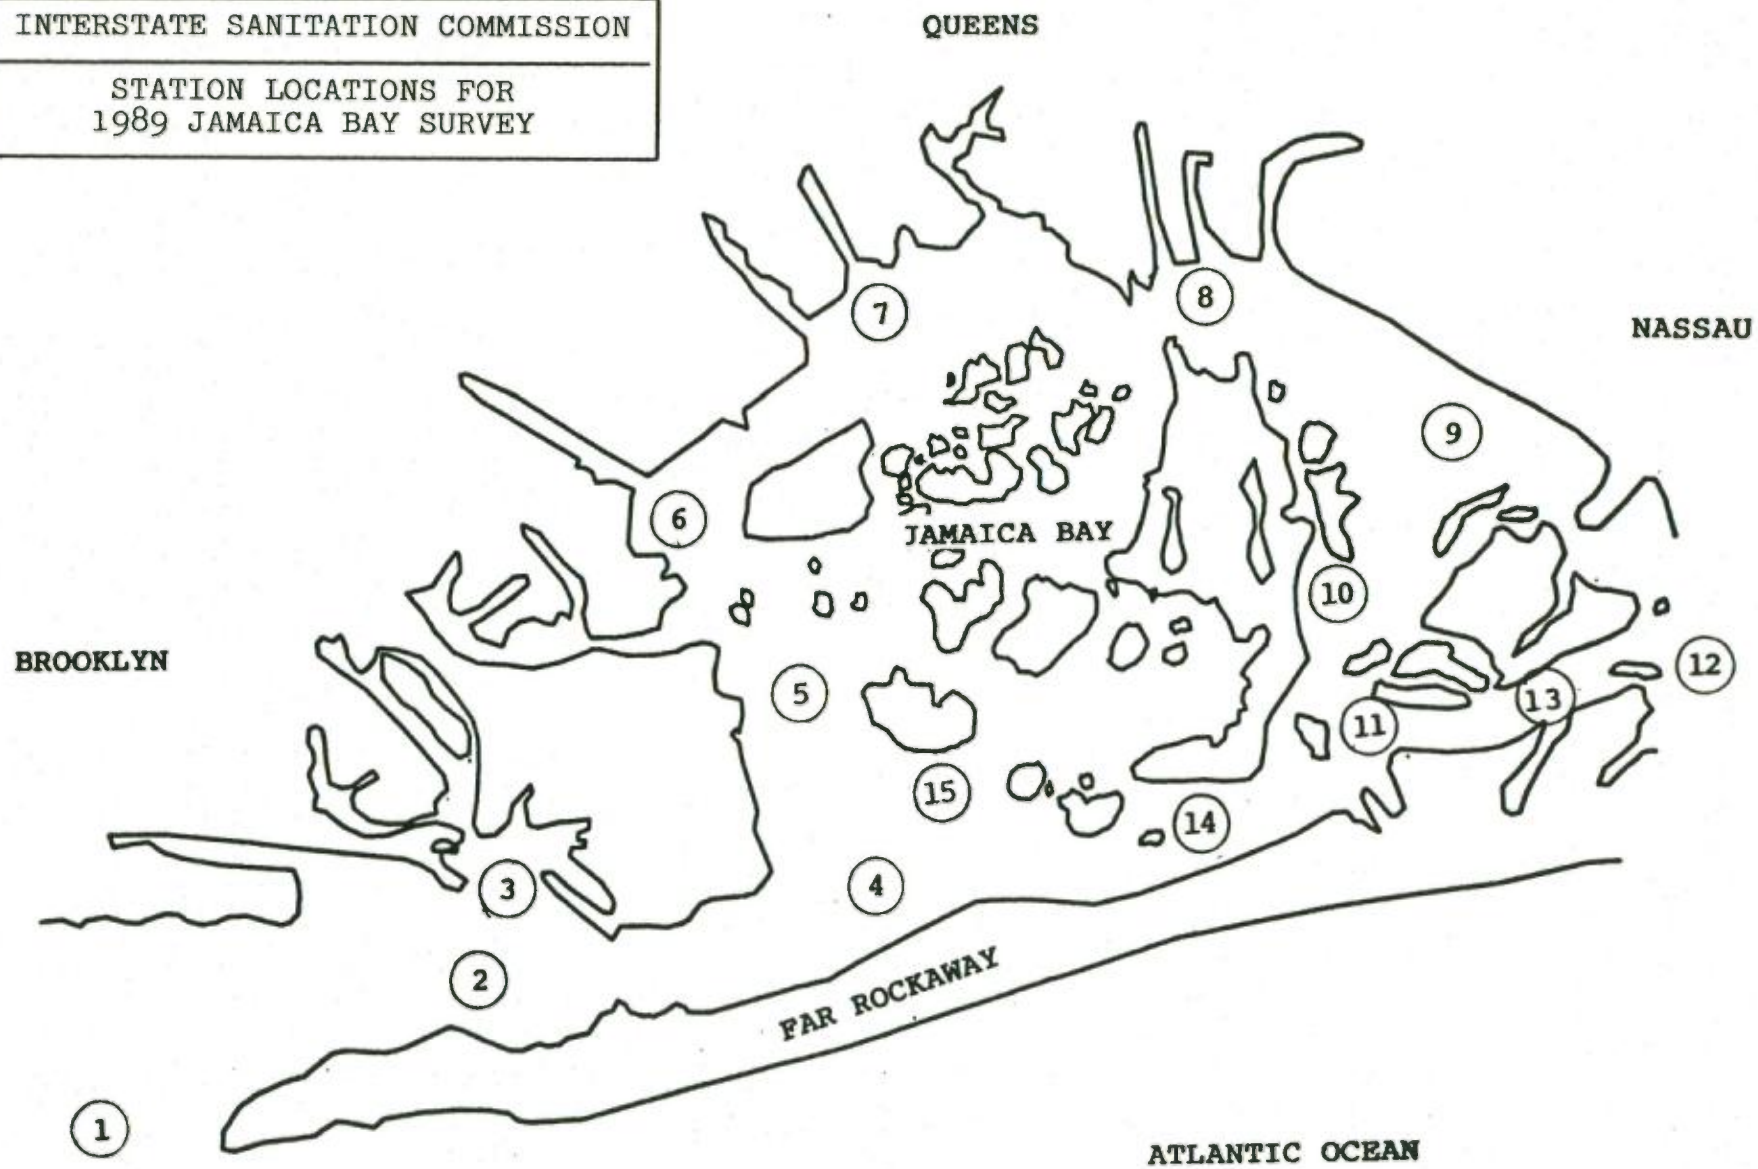 INTERSTATE SANITATION COMMISSION
STATION LOCATIONS FOR
1989 JAMAICA BAY SURVEY
QUEENS
7
8
NASSAU
9
6
JAMAICA BAY
10
BROOKLYN
5
12
13
11
15
14
3
4
2
FAR ROCKAWAY
1
ATLANTIC OCEAN